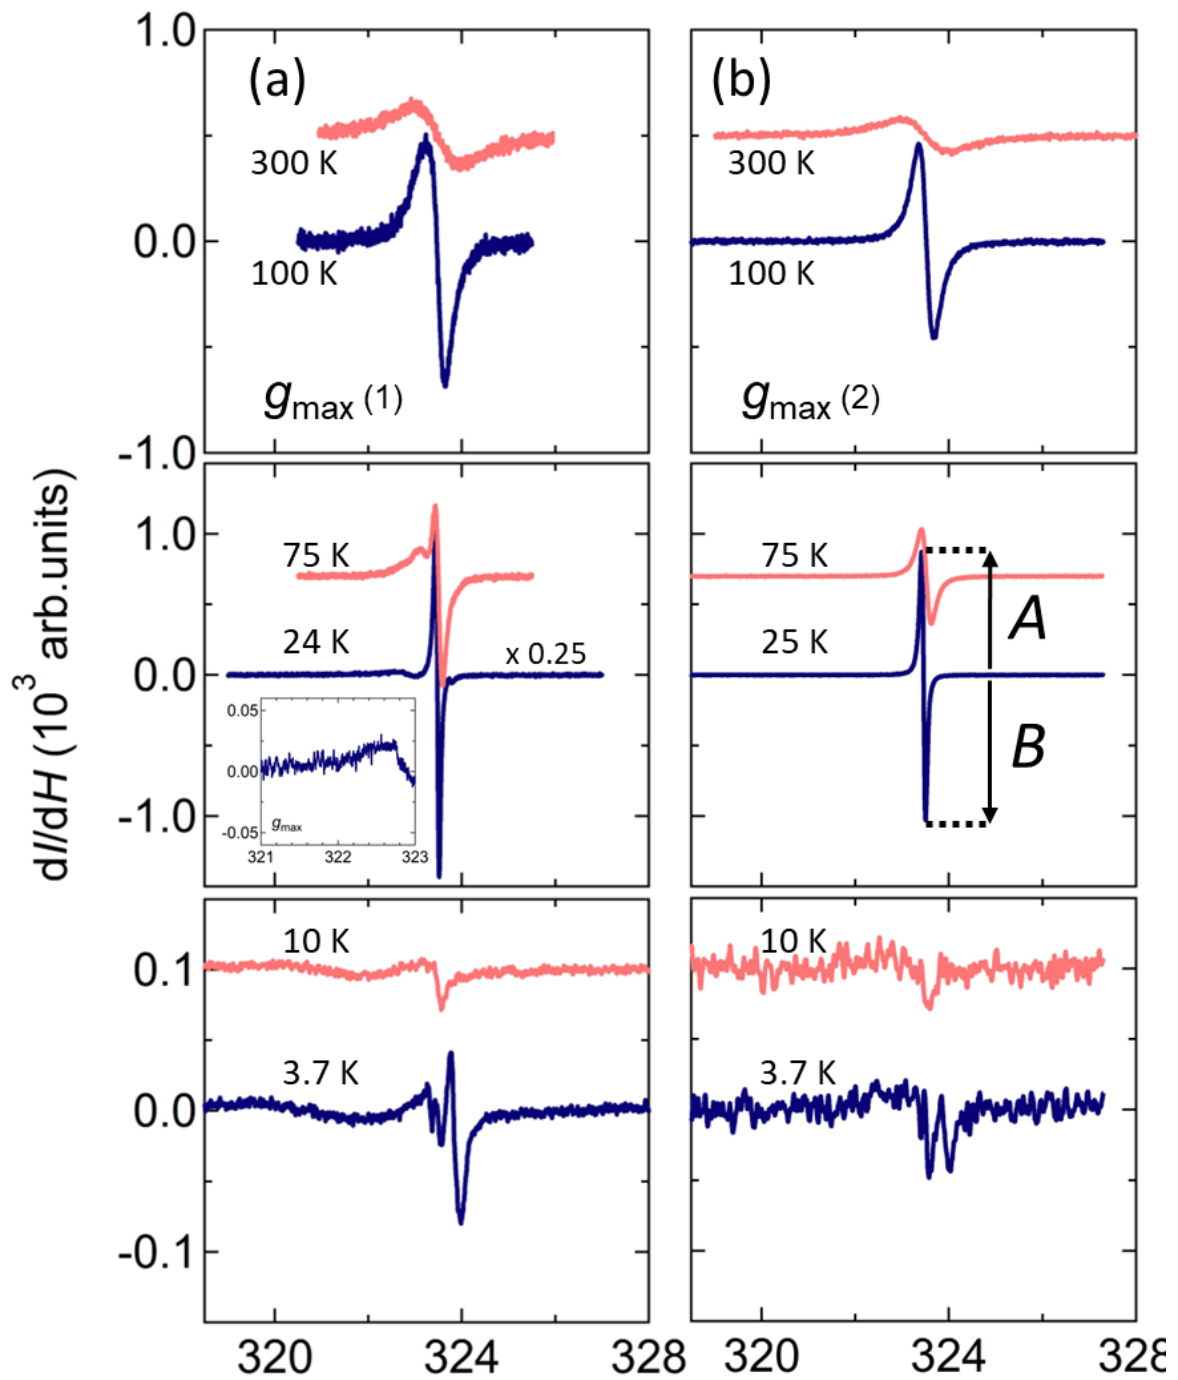 dI/dH (10³ arb.units)
(a)
1.0
0.0
-1.0
300 K
100 K
gmax (1)
(b)
300 K
100 K
gmax (2)
1.0
0.0
-1.0
75 K
24 K
x 0.25
0.05
0.00
-0.05
gmax
321 322 323
75 K
25 K
A
B
0.1
0.0
-0.1
10 K
3.7 K
10 K
3.7 K
320 324 328
320 324 328